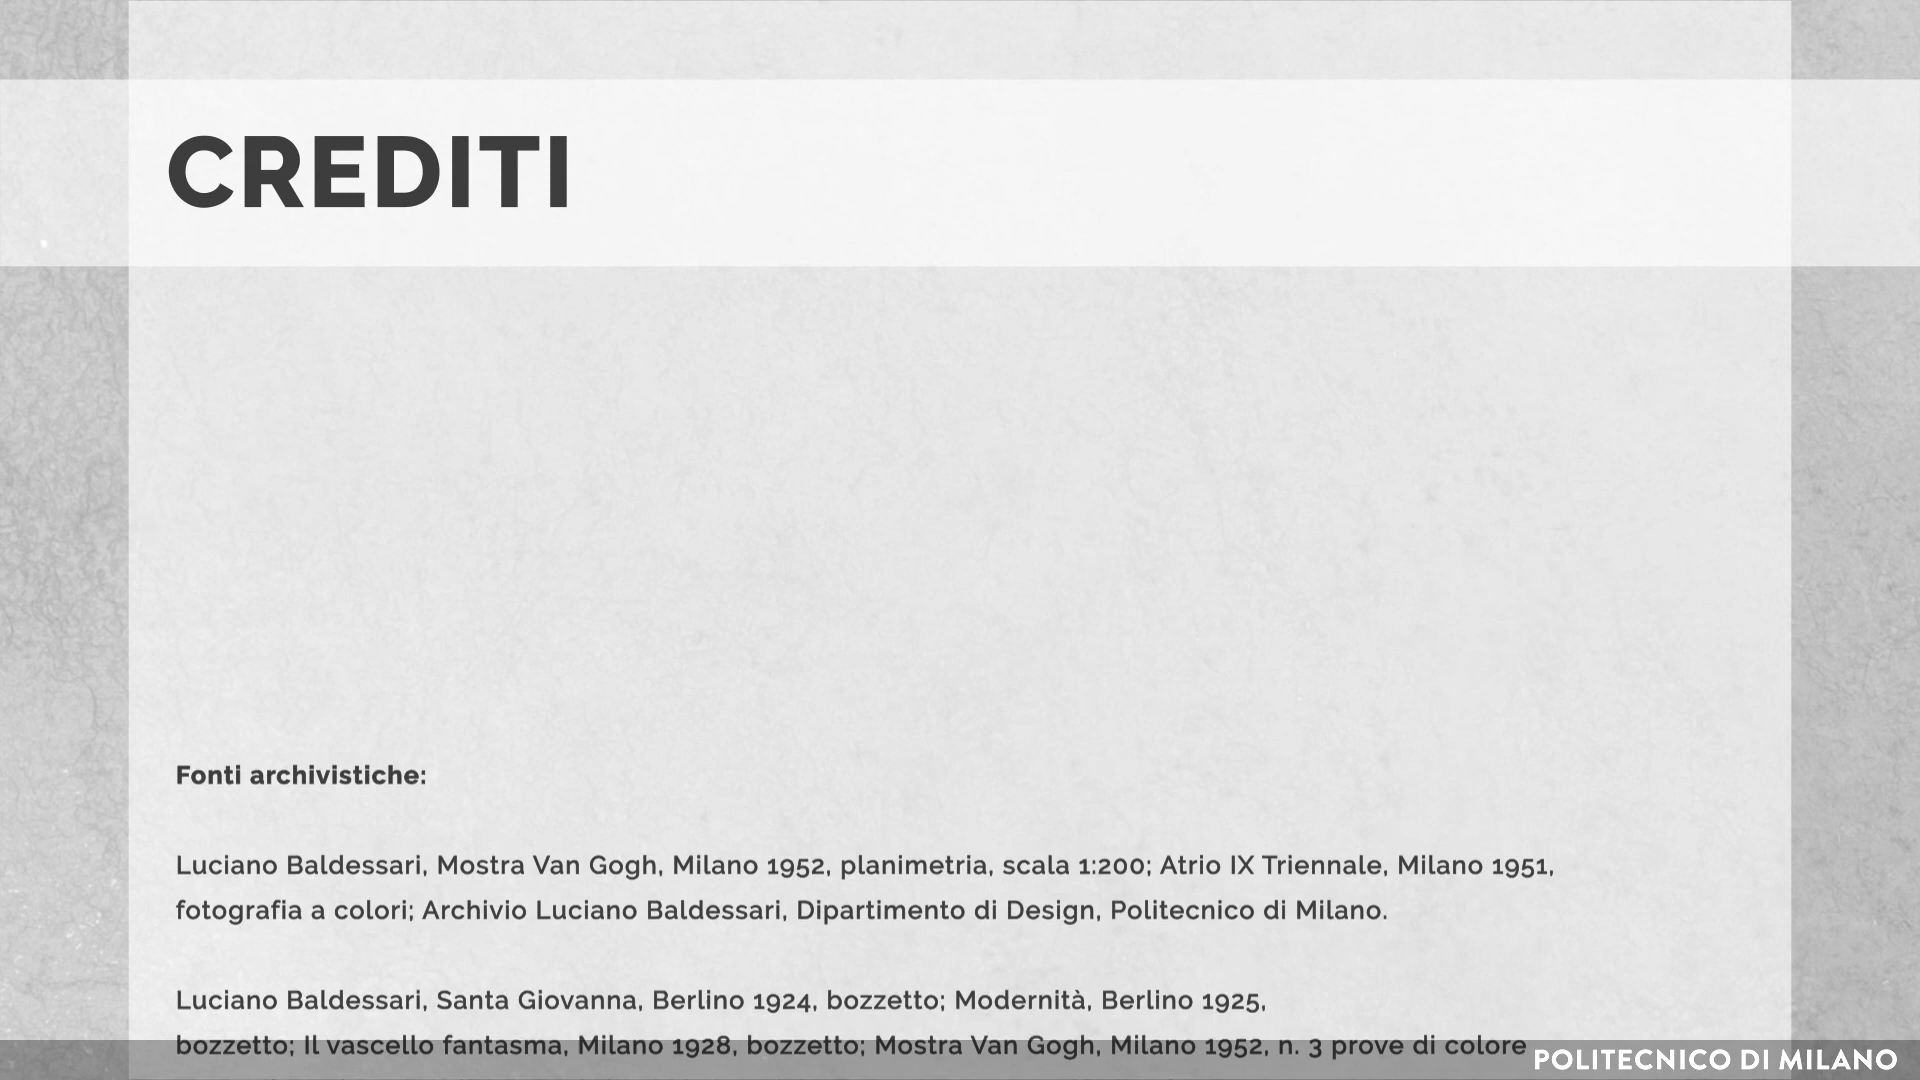 CREDITI
Fonti archivistiche:
Luciano Baldessari, Mostra Van Gogh, Milano 1952, planimetria, scala 1:200; Atrio IX Triennale, Milano 1951,
fotografia a colori; Archivio Luciano Baldessari, Dipartimento di Design, Politecnico di Milano.
Luciano Baldessari, Santa Giovanna, Berlino 1924, bozzetto; Modernità, Berlino 1925,
bozzetto; Il vascello fantasma, Milano 1928, bozzetto; Mostra Van Gogh, Milano 1952, n. 3 prove di colore
POLITECNICO DI MILANO